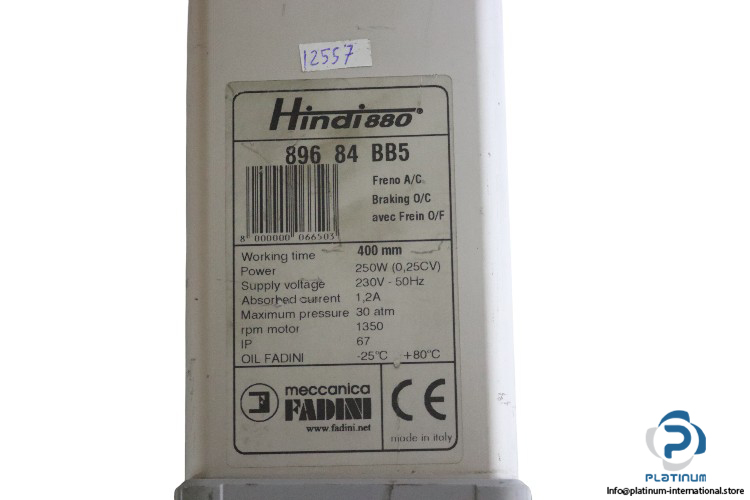 12557
Hindi880®
896 84 BB5
Freno A/C
Braking O/C
avec Frein O/F
8 000000 066503
Working time 400 mm
Power 250W (0,25CV)
Supply voltage 230V - 50Hz
Absorbed current 1,2A
Maximum pressure 30 atm
rpm motor 1350
IP 67
OIL FADINI -25°C +80°C
meccanica
FADINI
www.fadini.net
CE
made in italy
PLATINUM
Info@platinum-international.store